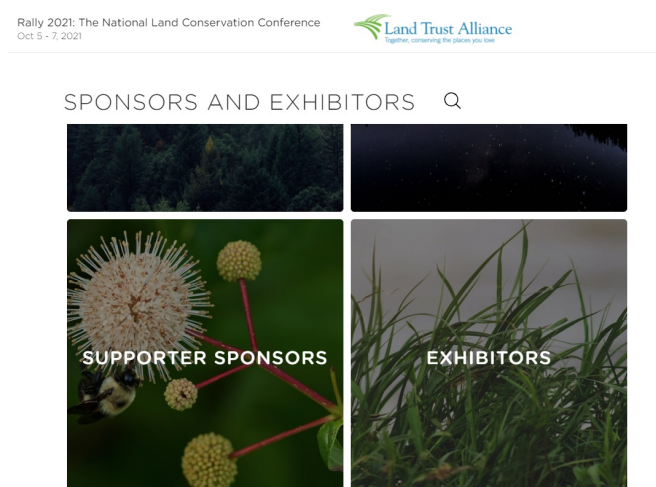 Rally 2021: The National Land Conservation Conference
Oct 5 - 7, 2021
Land Trust Alliance
Together, conserving the places you love
SPONSORS AND EXHIBITORS
SUPPORTER SPONSORS
EXHIBITORS